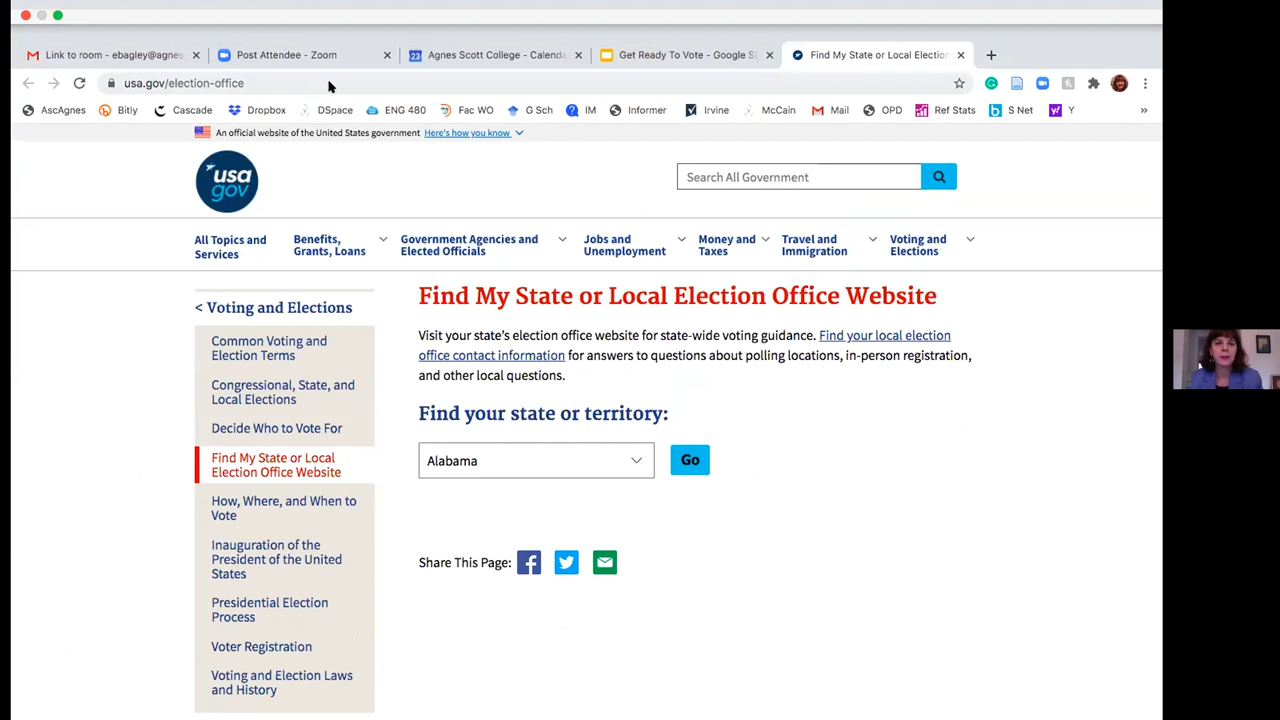 Link to room - ebagley@agnes
Post Attendee - Zoom
Agnes Scott College - Calenda
Get Ready To Vote - Google Sl
Find My State or Local Election
usa.gov/election-office
AscAgnes
Bitly
Cascade
Dropbox
DSpace
ENG 480
Fac WO
G Sch
IM
Informer
Irvine
McCain
Mail
OPD
Ref Stats
S Net
Y
An official website of the United States government Here's how you know
usa
gov
Search All Government
All Topics and
Services
Benefits,
Grants, Loans
Government Agencies and
Elected Officials
Jobs and
Unemployment
Money and
Taxes
Travel and
Immigration
Voting and
Elections
< Voting and Elections
Common Voting and
Election Terms
Congressional, State, and
Local Elections
Decide Who to Vote For
Find My State or Local
Election Office Website
How, Where, and When to
Vote
Inauguration of the
President of the United
States
Presidential Election
Process
Voter Registration
Voting and Election Laws
and History
Find My State or Local Election Office Website
Visit your state's election office website for state-wide voting guidance. Find your local election
office contact information for answers to questions about polling locations, in-person registration,
and other local questions.
Find your state or territory:
Alabama
Go
Share This Page: